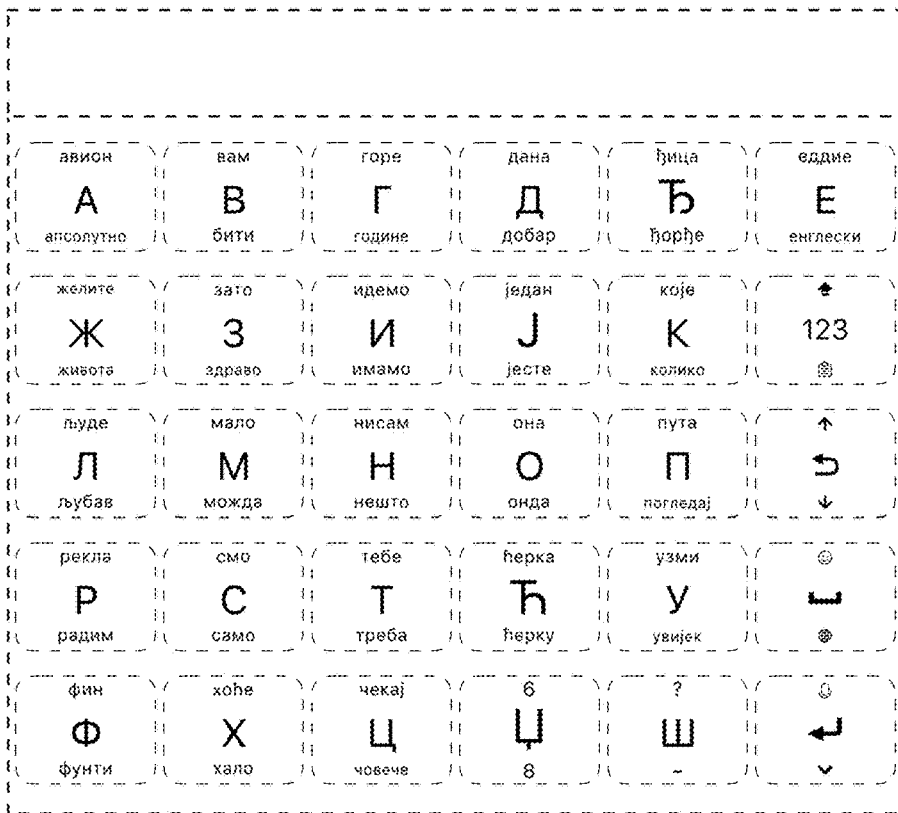 авион вам горе дана ђица еддие
А В Г Д Ђ Е
апсолутно бити године добар ђорђе енглески
желите зато идемо један које
Ж З И Ј К 123
живота здраво имамо јесте колико
људе мало нисам она пута
Л М Н О П
љубав можда нешто онда погледај
рекла смо тебе ћерка узми
Р С Т Ћ У
радим само треба ћерку увијек
фин хоће чекај 6 ?
Ф Х Ц Џ Ш
фунти хало човече 8 -